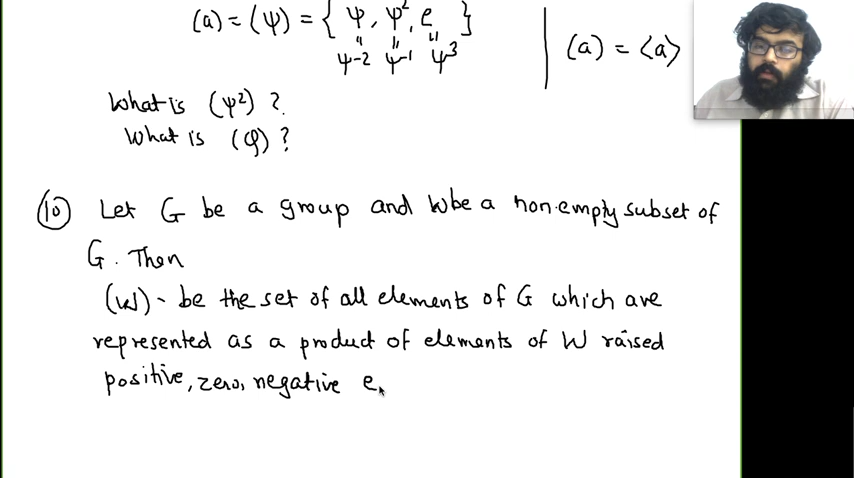 (a) = (ψ) = { ψ, ψ², e }
ψ-2 ψ-1 ψ³
(a) = <a>
What is (ψ²) ?
What is (φ) ?
(10) Let G be a group and W be a non.empty subset of
G. Then
(W) - be the set of all elements of G which are
represented as a product of elements of W raised
positive, zero, negative e